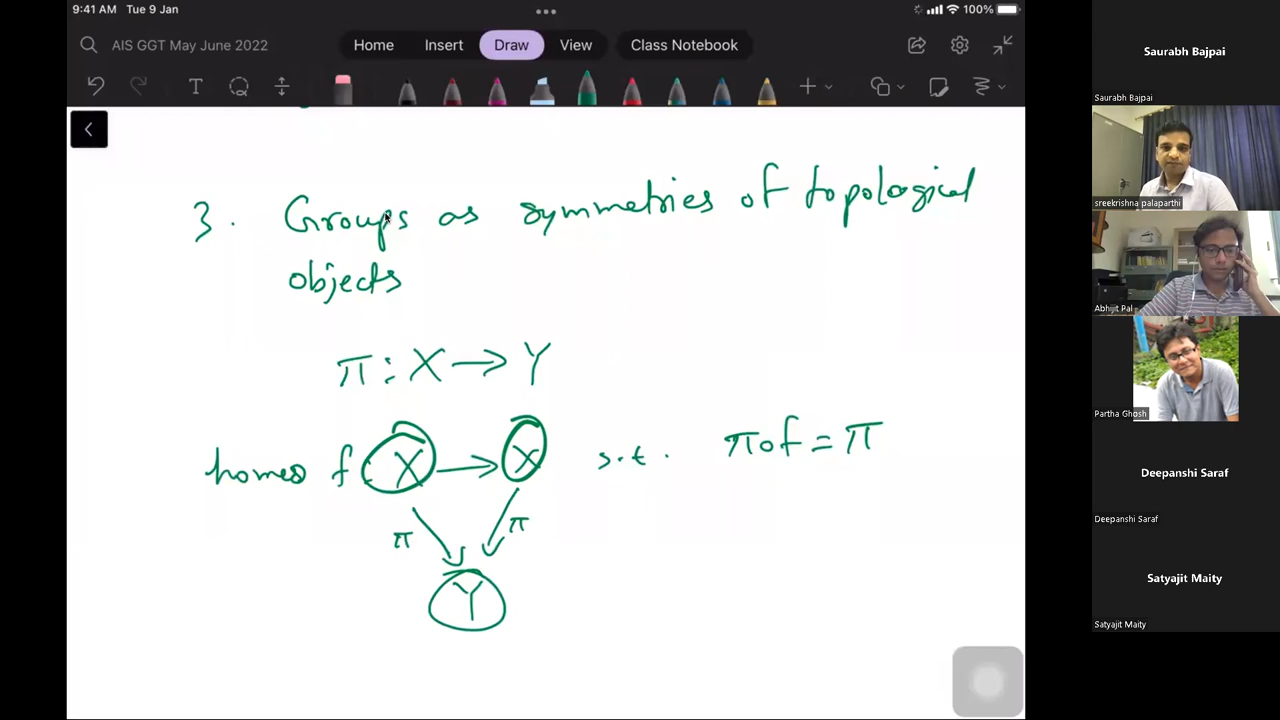 9:41 AM Tue 9 Jan
100%
AIS GGT May June 2022
Home Insert Draw View Class Notebook
3. Groups as symmetries of topological
objects
π: X → Y
homeo f X → X s.t. π∘f = π
π π
Y
Saurabh Bajpai
Saurabh Bajpai
sreekrishna palaparthi
Abhijit Pal
Partha Ghosh
Deepanshi Saraf
Deepanshi Saraf
Satyajit Maity
Satyajit Maity